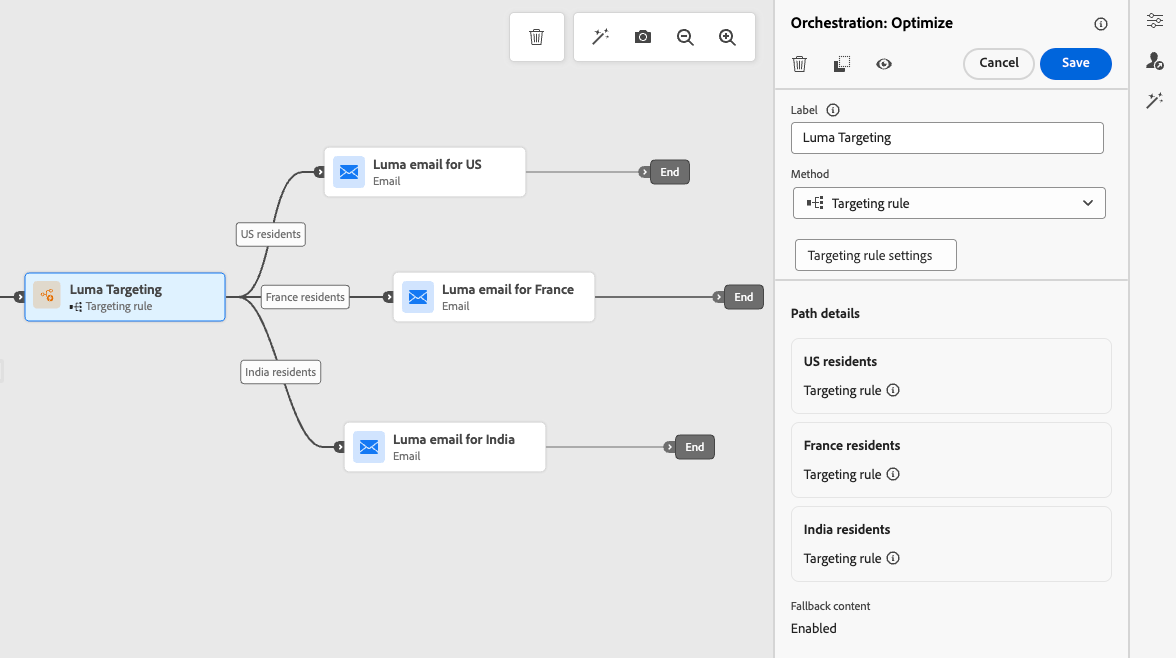 Luma email for US
Email
End
US residents
Luma Targeting
Targeting rule
France residents
Luma email for France
Email
End
India residents
Luma email for India
Email
End
Orchestration: Optimize
Cancel
Save
Label
Luma Targeting
Method
Targeting rule
Targeting rule settings
Path details
US residents
Targeting rule
France residents
Targeting rule
India residents
Targeting rule
Fallback content
Enabled